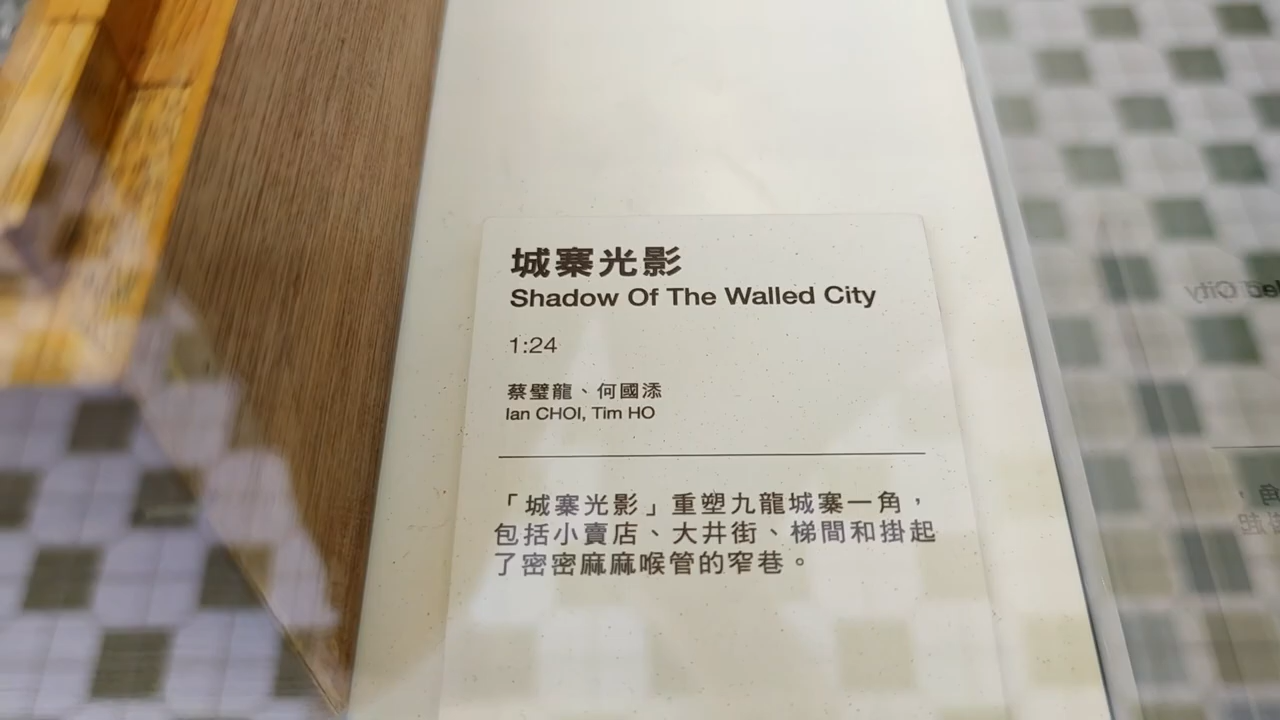 城寨光影
Shadow Of The Walled City
1:24
蔡璧龍、何國添
Ian CHOI, Tim HO
「城寨光影」重塑九龍城寨一角，
包括小賣店、大井街、梯間和掛起
了密密麻麻喉管的窄巷。